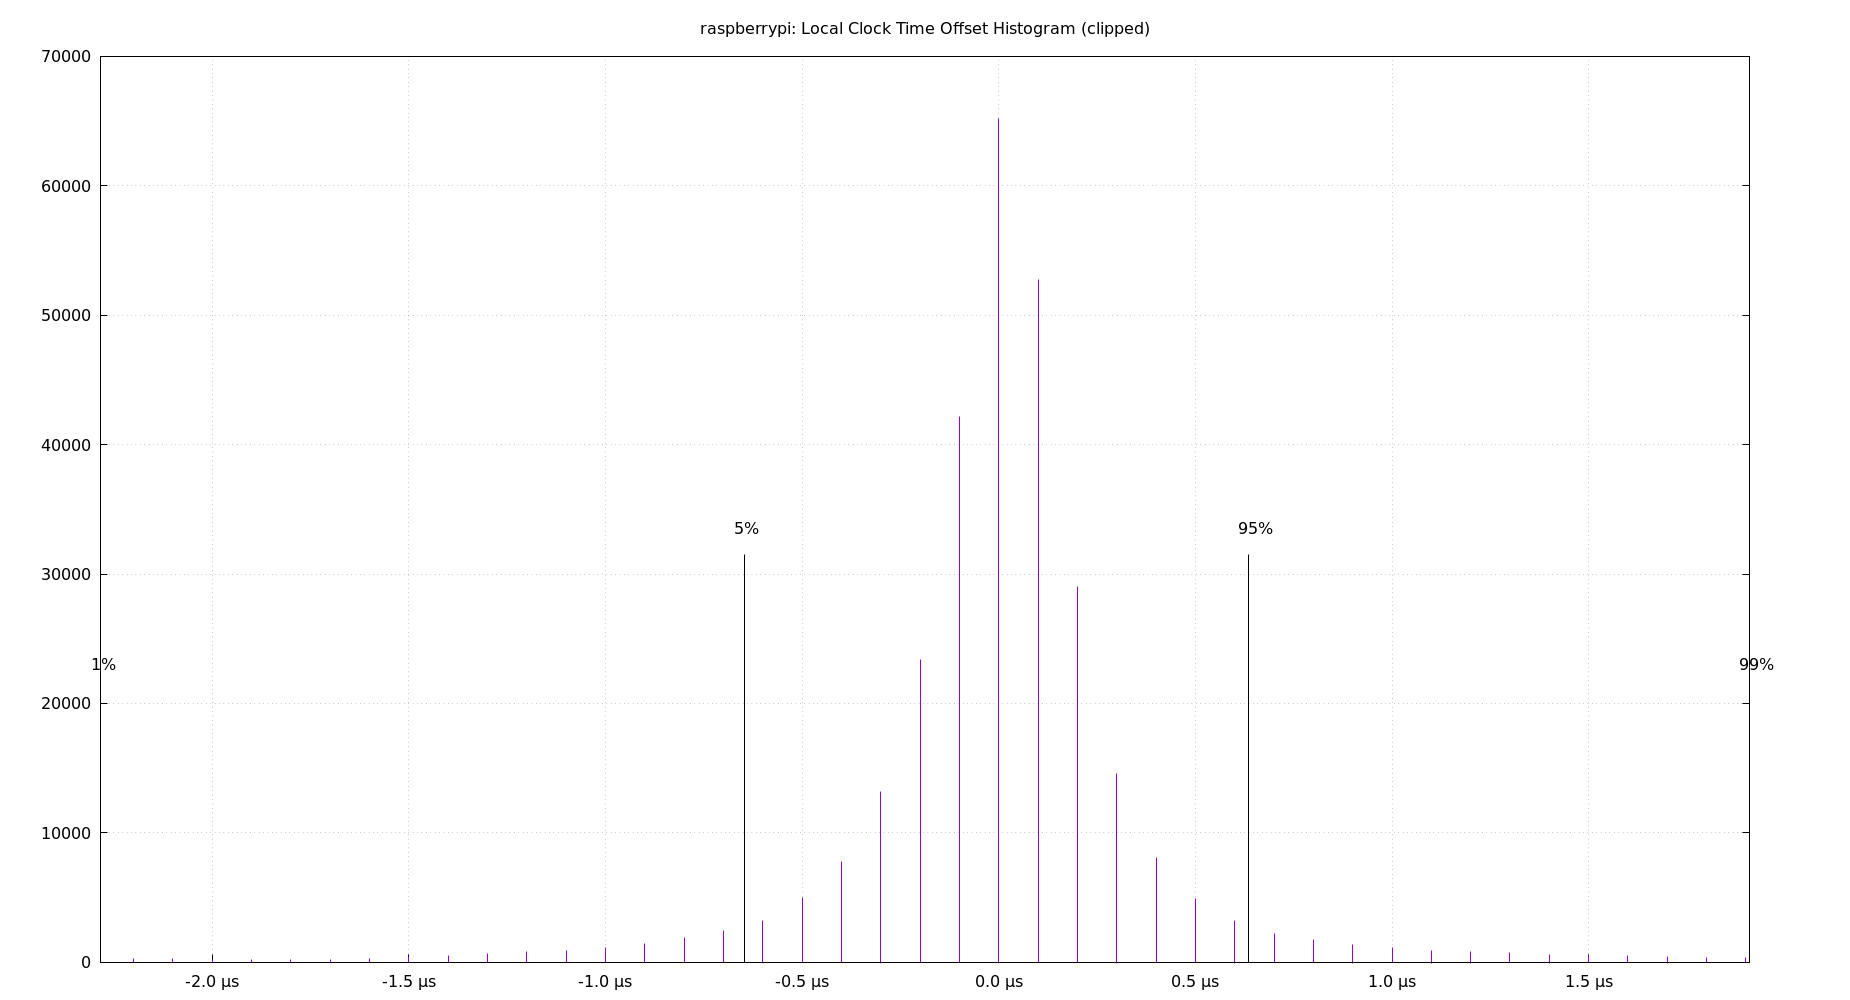 raspberrypi: Local Clock Time Offset Histogram (clipped)
70000
60000
50000
40000
30000
20000
10000
0
5%
95%
1%
99%
-2.0 µs
-1.5 µs
-1.0 µs
-0.5 µs
0.0 µs
0.5 µs
1.0 µs
1.5 µs